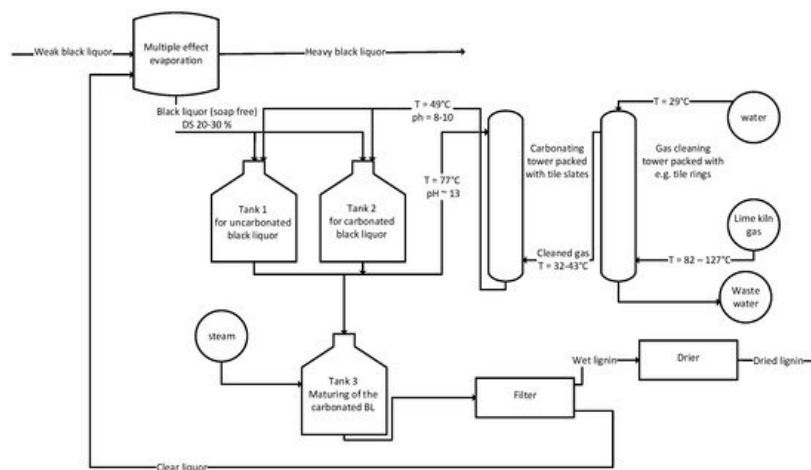 Weak black liquor
Multiple effect
evaporation
Heavy black liquor
Black liquor (soap free)
DS 20-30 %
T = 49°C
ph = 8-10
T = 29°C
water
Carbonating
tower packed
with tile slates
Gas cleaning
tower packed with
e.g. tile rings
T = 77°C
pH ~ 13
Tank 1
for uncarbonated
black liquor
Tank 2
for carbonated
black liquor
Lime kiln
gas
Cleaned gas
T = 32-43°C
T = 82 – 127°C
Waste
water
steam
Tank 3
Maturing of the
carbonated BL
Wet lignin
Drier
Dried lignin
Filter
Clear liquor